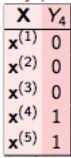 X Y₄
x⁽¹⁾ 0
x⁽²⁾ 0
x⁽³⁾ 0
x⁽⁴⁾ 1
x⁽⁵⁾ 1